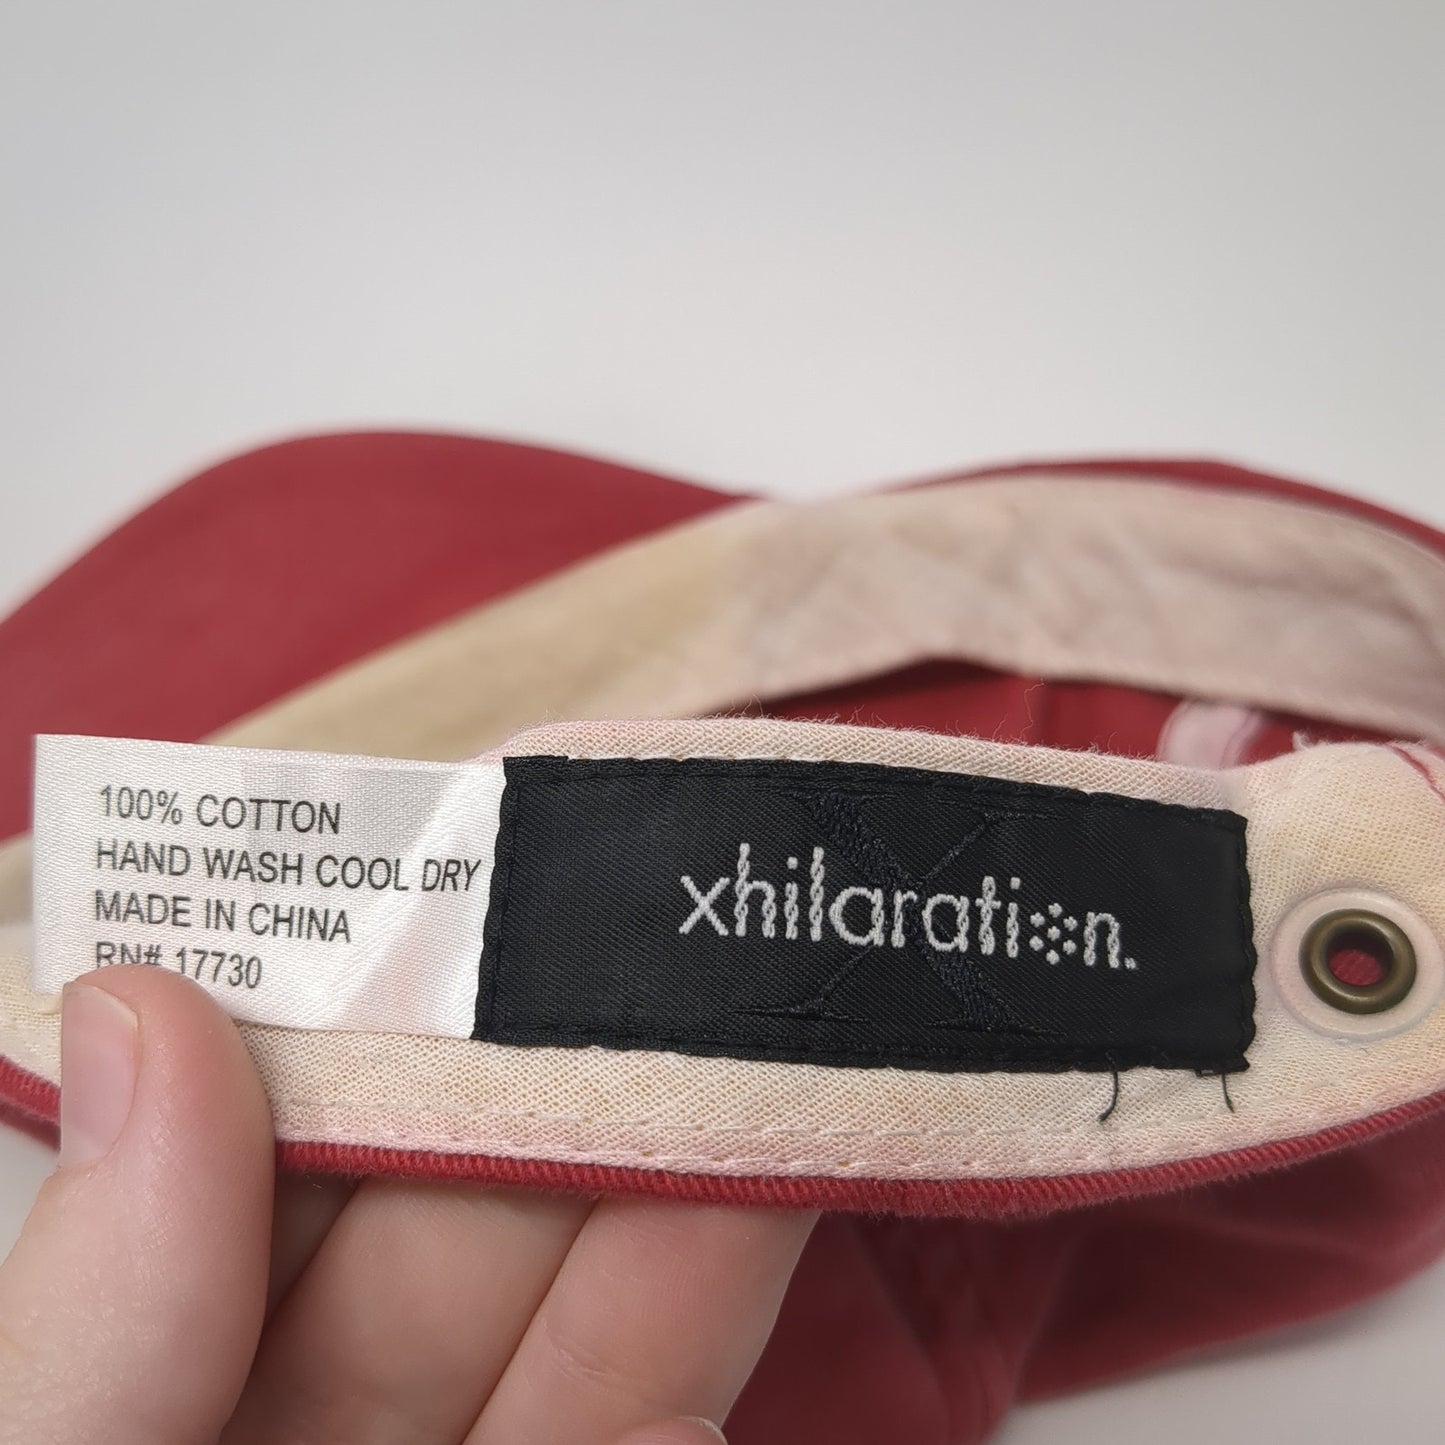 100% COTTON
HAND WASH COOL DRY
MADE IN CHINA
RN# 17730
xhilaration.